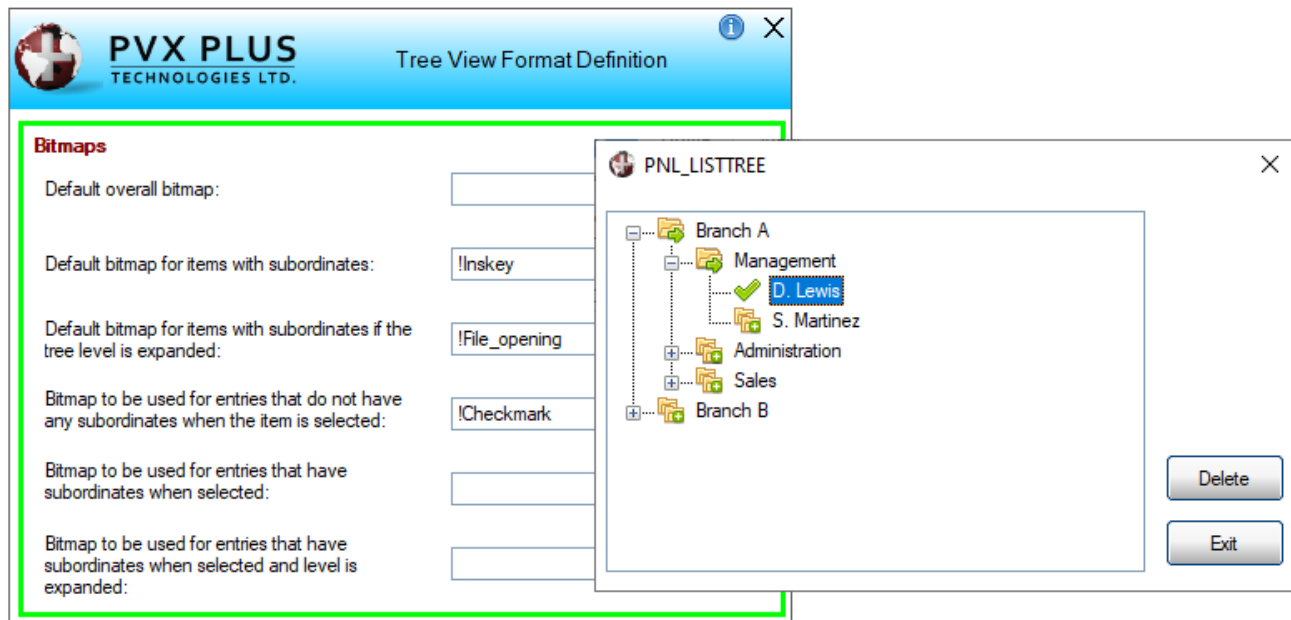 PVX PLUS
TECHNOLOGIES LTD.
Tree View Format Definition
Bitmaps
Default overall bitmap:
Default bitmap for items with subordinates:
!Inskey
Default bitmap for items with subordinates if the
tree level is expanded:
!File_opening
Bitmap to be used for entries that do not have
any subordinates when the item is selected:
!Checkmark
Bitmap to be used for entries that have
subordinates when selected:
Bitmap to be used for entries that have
subordinates when selected and level is
expanded:
PNL_LISTTREE
Branch A
Management
D. Lewis
S. Martinez
Administration
Sales
Branch B
Delete
Exit